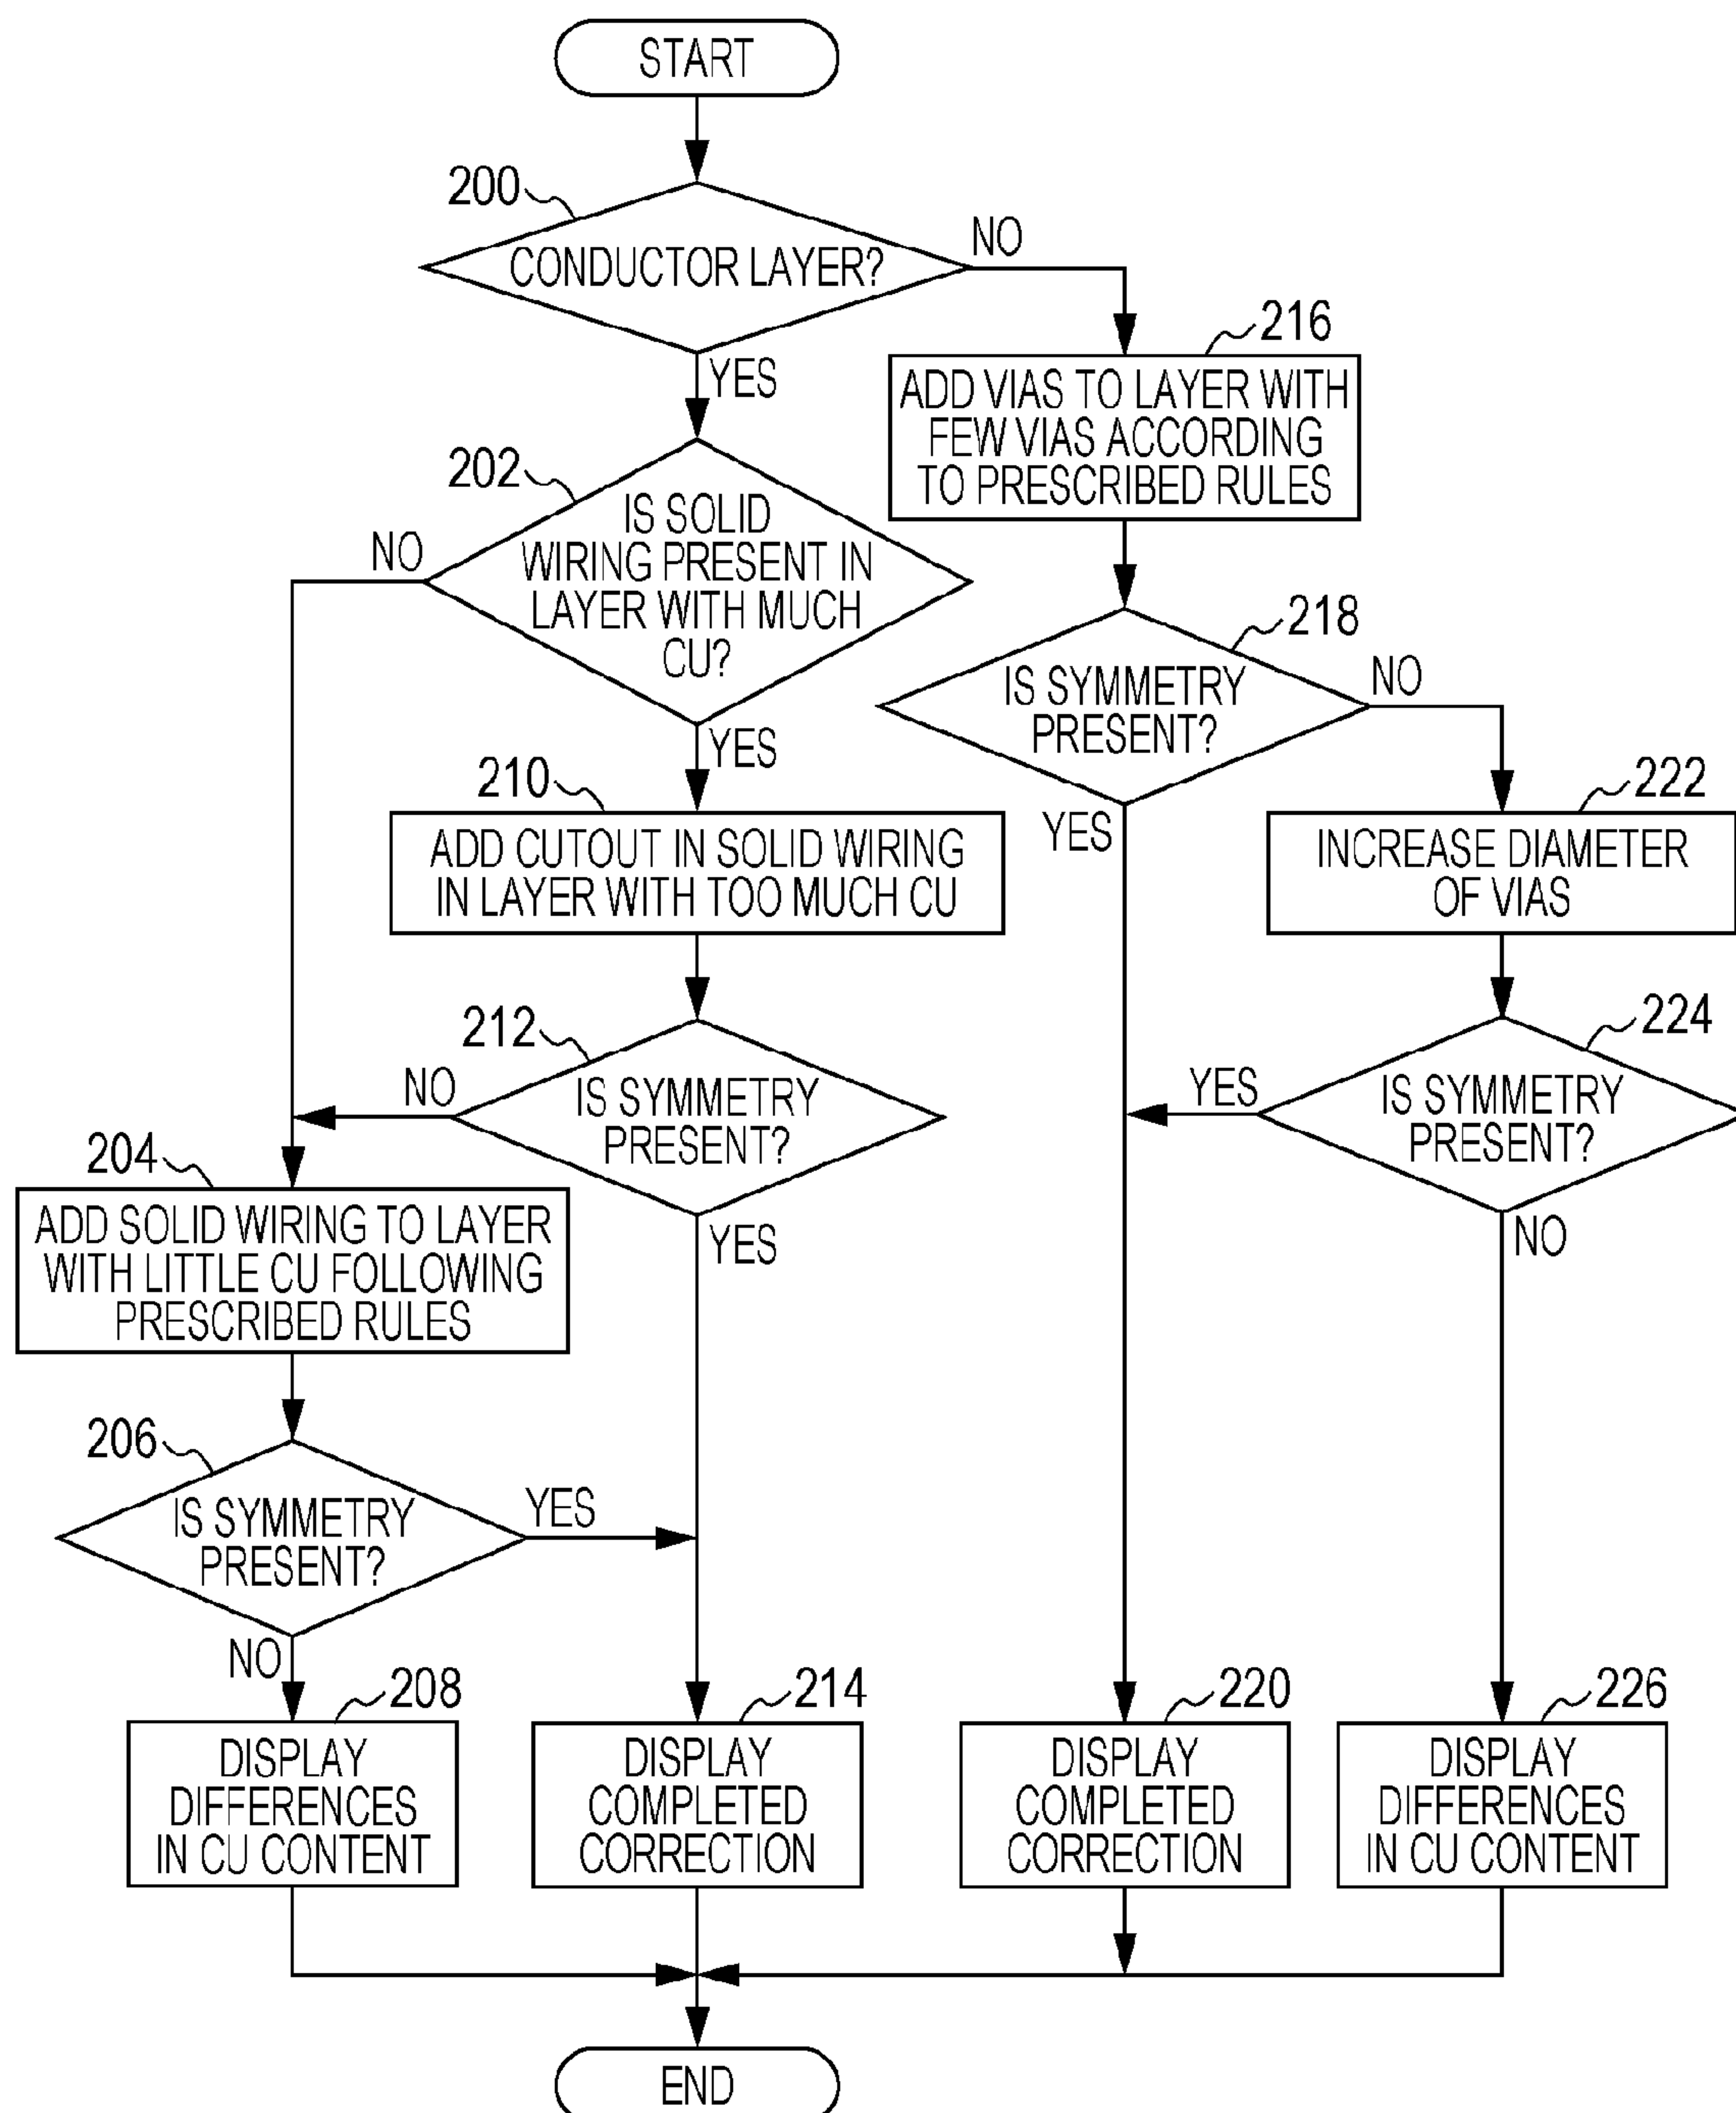 START
200
CONDUCTOR LAYER?
NO
YES
216
ADD VIAS TO LAYER WITH
FEW VIAS ACCORDING
TO PRESCRIBED RULES
202
IS SOLID
WIRING PRESENT IN
LAYER WITH MUCH
CU?
NO
YES
218
IS SYMMETRY
PRESENT?
NO
YES
210
ADD CUTOUT IN SOLID WIRING
IN LAYER WITH TOO MUCH CU
222
INCREASE DIAMETER
OF VIAS
212
IS SYMMETRY
PRESENT?
NO
YES
224
IS SYMMETRY
PRESENT?
YES
NO
204
ADD SOLID WIRING TO LAYER
WITH LITTLE CU FOLLOWING
PRESCRIBED RULES
206
IS SYMMETRY
PRESENT?
YES
NO
208
DISPLAY
DIFFERENCES
IN CU CONTENT
214
DISPLAY
COMPLETED
CORRECTION
220
DISPLAY
COMPLETED
CORRECTION
226
DISPLAY
DIFFERENCES
IN CU CONTENT
END